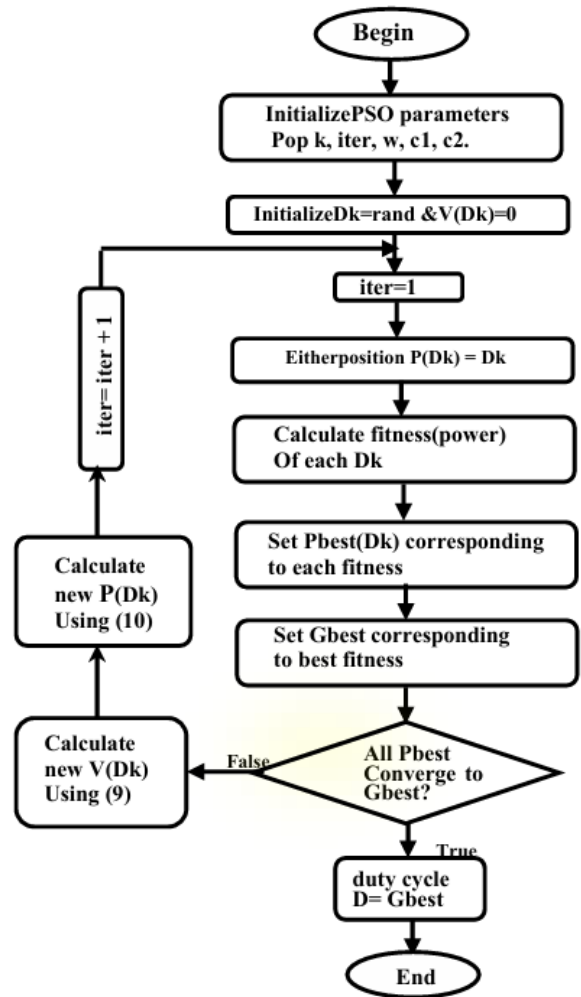 Begin
InitializePSO parameters
Pop k, iter, w, c1, c2.
InitializeDk=rand &V(Dk)=0
iter=1
Eitherposition P(Dk) = Dk
Calculate fitness(power)
Of each Dk
Set Pbest(Dk) corresponding
to each fitness
Set Gbest corresponding
to best fitness
All Pbest
Converge to
Gbest?
False
Calculate
new V(Dk)
Using (9)
Calculate
new P(Dk)
Using (10)
iter= iter + 1
True
duty cycle
D= Gbest
End